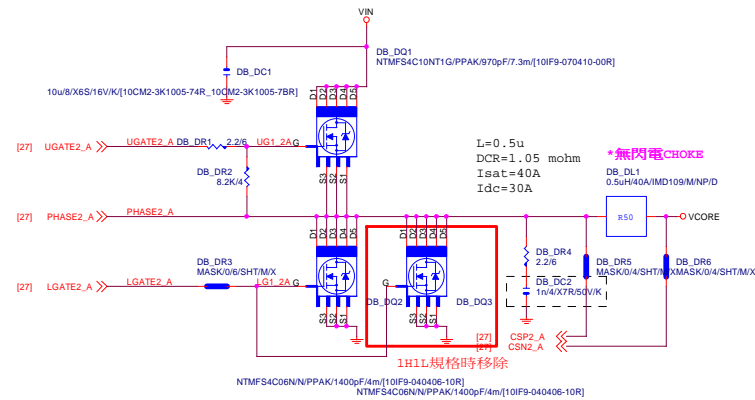 VIN
DB_DQ1
NTMFS4C10NT1G/PPAK/970pF/7.3m/[10IF9-070410-00R]
DB_DC1
10u/8/X6S/16V/K/[10CM2-3K1005-74R_10CM2-3K1005-7BR]
D1 D2 D3 D4 D5
[27] UGATE2_A UGATE2_A DB_DR1 2.2/6 UG1_2A G
S3 S2 S1
DB_DR2
8.2K/4
L=0.5u
DCR=1.05 mohm
Isat=40A
Idc=30A
*無閃電CHOKE
DB_DL1
0.5uH/40A/IMD109/M/NP/D
R50
VCORE
[27] PHASE2_A PHASE2_A
D1 D2 D3 D4 D5
D1 D2 D3 D4 D5
DB_DR3
MASK/0/6/SHT/M/X
[27] LGATE2_A LGATE2_A LG1_2A G
G
DB_DQ2
DB_DQ3
S3 S2 S1
S3 S2 S1
DB_DR4
2.2/6
DB_DC2
1n/4/X7R/50V/K
DB_DR5
MASK/0/4/SHT/M/X
DB_DR6
MASK/0/4/SHT/M/X
[27] CSP2_A
[27] CSN2_A
1H1L規格時移除
NTMFS4C06N/N/PPAK/1400pF/4m/[10IF9-040406-10R]
NTMFS4C06N/N/PPAK/1400pF/4m/[10IF9-040406-10R]